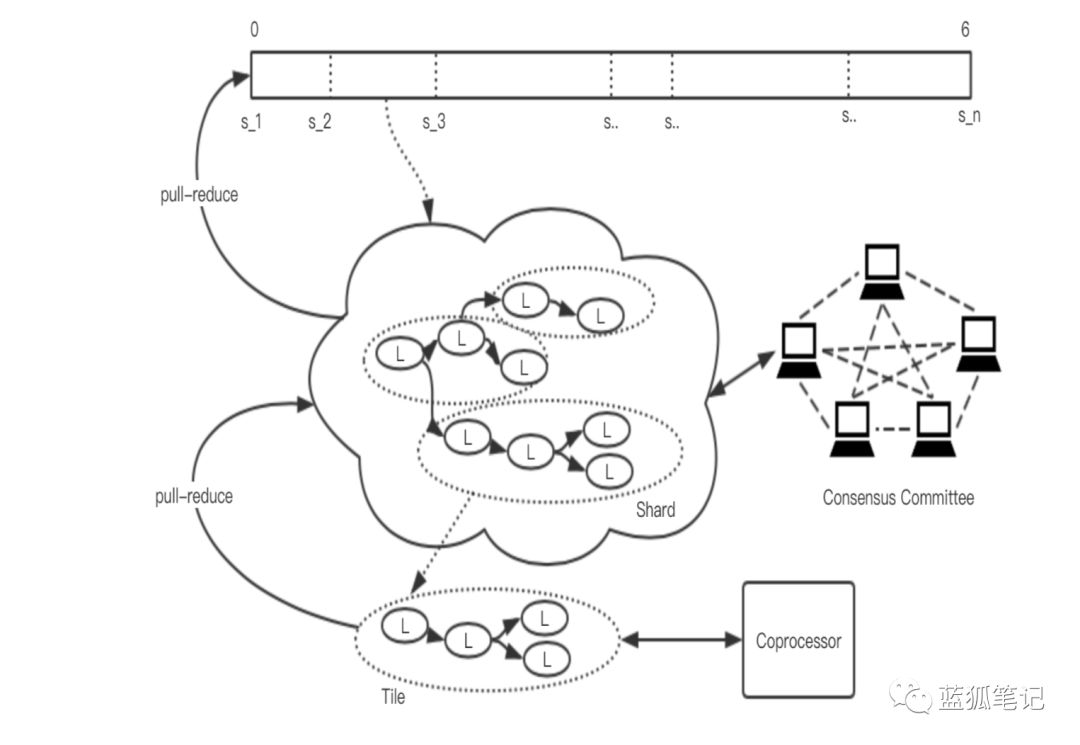 0 6
s_1 s_2 s_3 s.. s.. s.. s_n
pull-reduce
L
L
L
L
L
Consensus Committee
L
L
L
L
pull-reduce
Shard
L
L
L
L
Coprocessor
Tile
蓝狐笔记